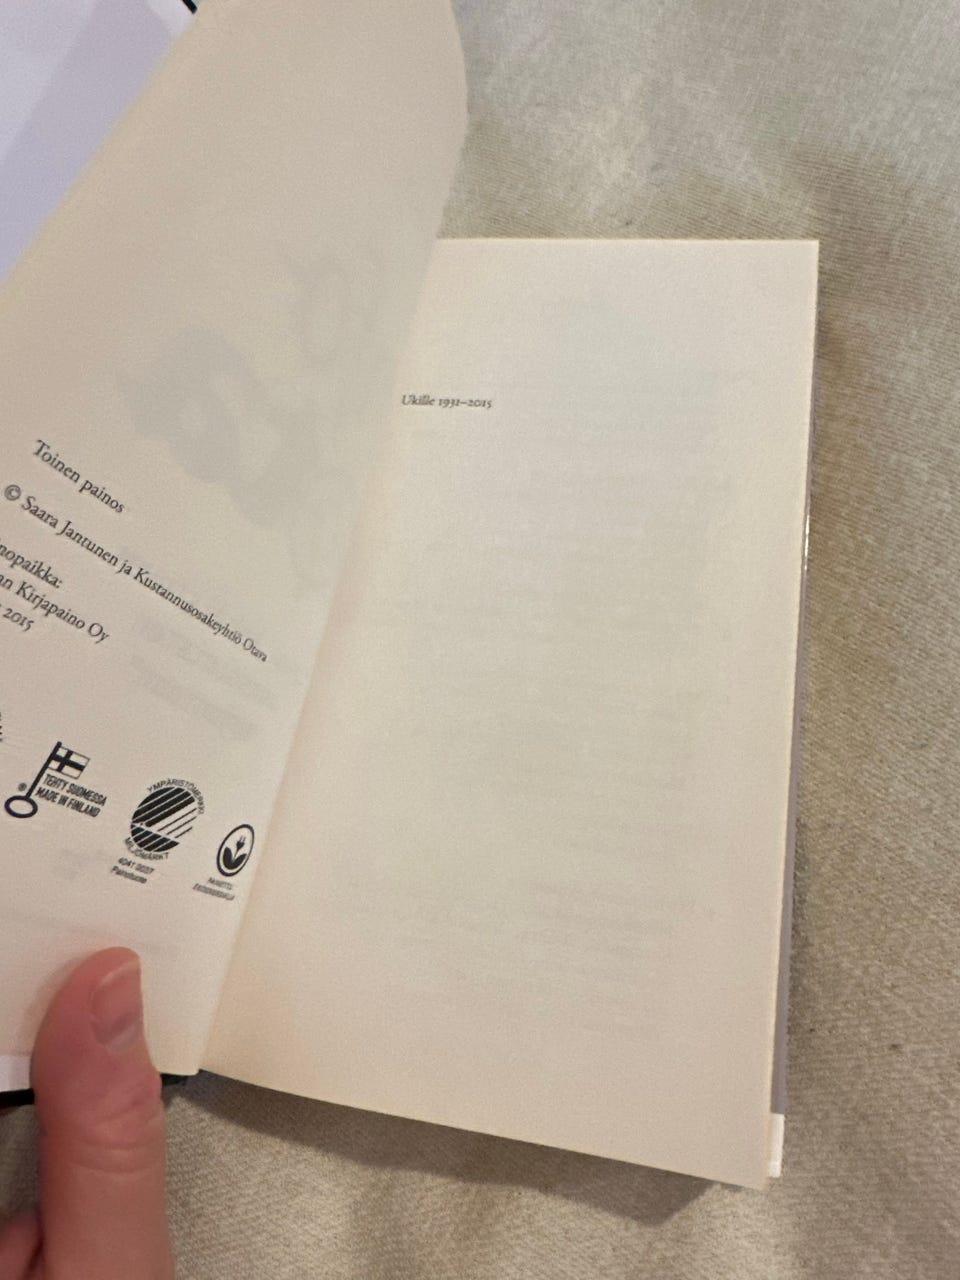 Toinen painos
© Saara Jantunen ja Kustannusosakeyhtiö Otava
Kirjapaino Oy
2015
® TEHTY SUOMESSA
MADE IN FINLAND
YMPÄRISTÖMERKKI
MILJÖMÄRKT
4041 0037
Painotuote
Ukille 1931–2015